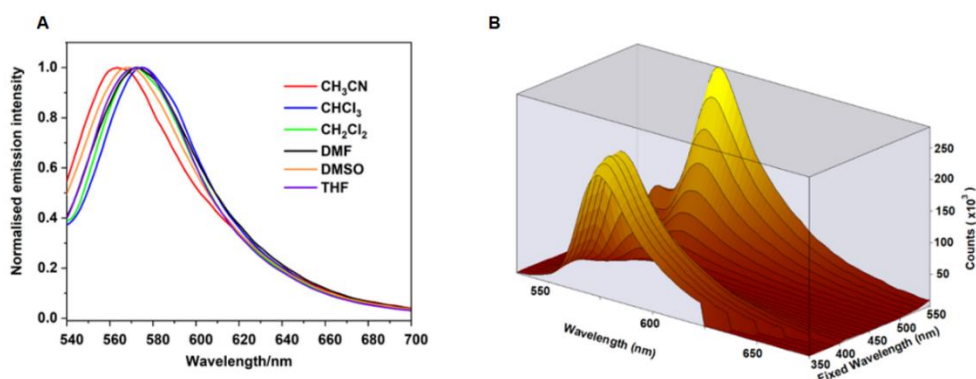 A
B
Normalised emission intensity
1.0
0.8
0.6
0.4
0.2
0.0
CH₃CN
CHCl₃
CH₂Cl₂
DMF
DMSO
THF
540 560 580 600 620 640 660 680 700
Wavelength/nm
250
200
150
100
50
Counts ( x10³)
550
600
650
Wavelength (nm)
350 400 450 500 550
Fixed Wavelength (nm)